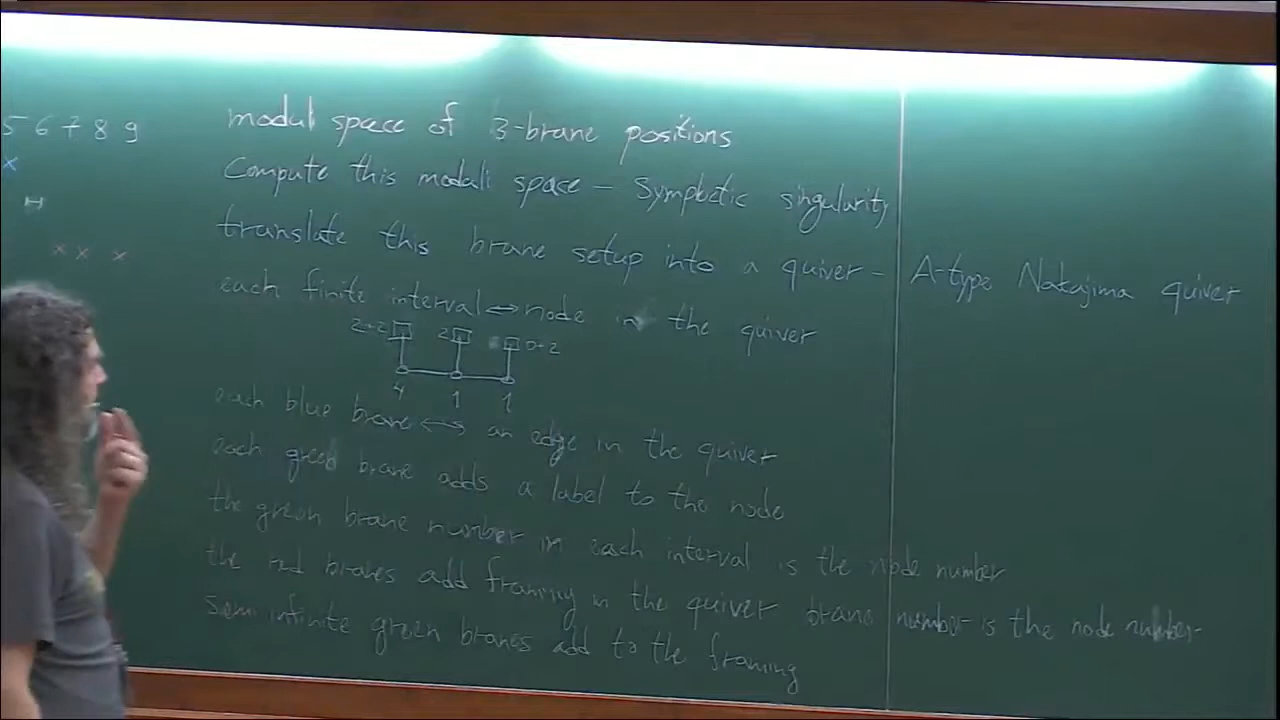 5 6 7 8 9
x
H
x x x
moduli space of 3-brane positions
Compute this moduli space - Symplectic singularity
translate this brane setup into a quiver - A-type Nakajima quiver
each finite interval ↔ node in the quiver
2+2 2 0+2
4 1 1
each blue brane ↔ an edge in the quiver
each green brane adds a label to the node
the green brane number in each interval is the node number
the red branes add framing in the quiver brane number is the node number
semi infinite green branes add to the framing